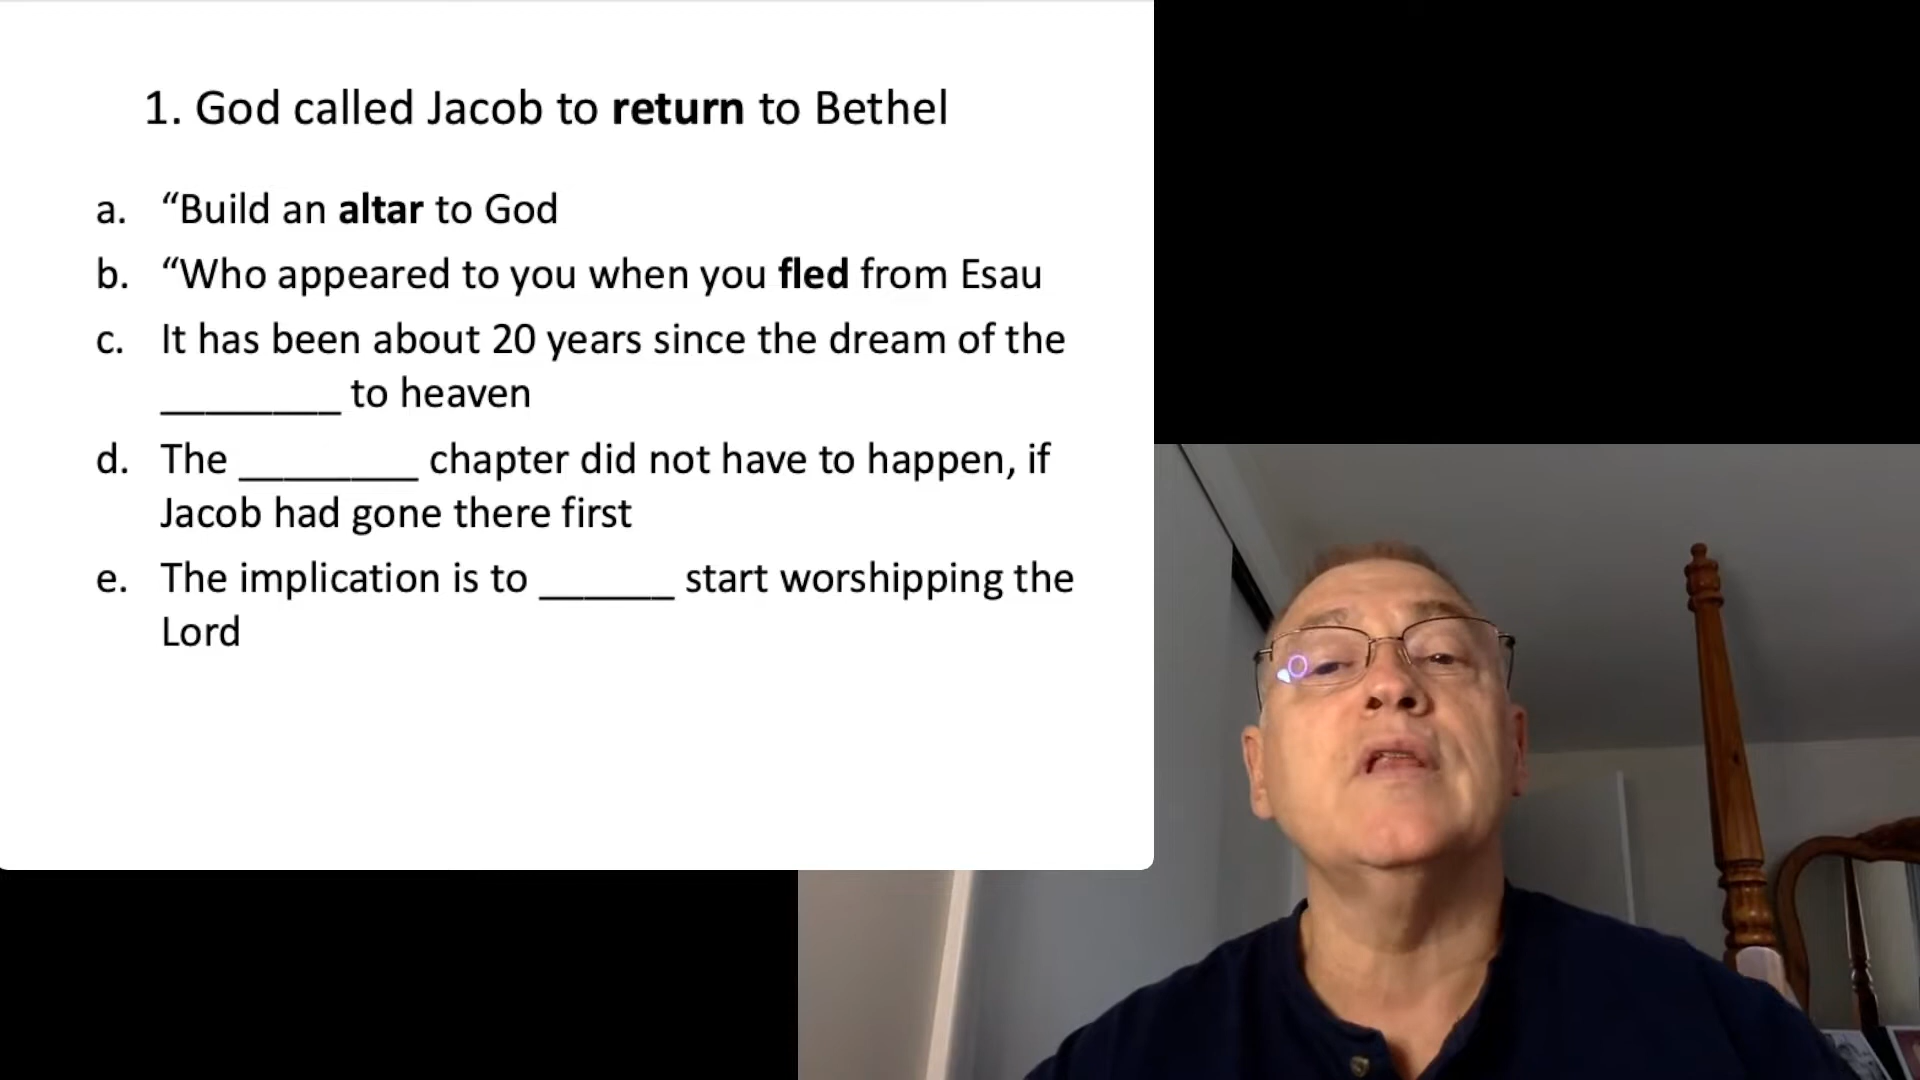 1. God called Jacob to return to Bethel
a. “Build an altar to God
b. “Who appeared to you when you fled from Esau
c. It has been about 20 years since the dream of the
________ to heaven
d. The ________ chapter did not have to happen, if
Jacob had gone there first
e. The implication is to ______ start worshipping the
Lord